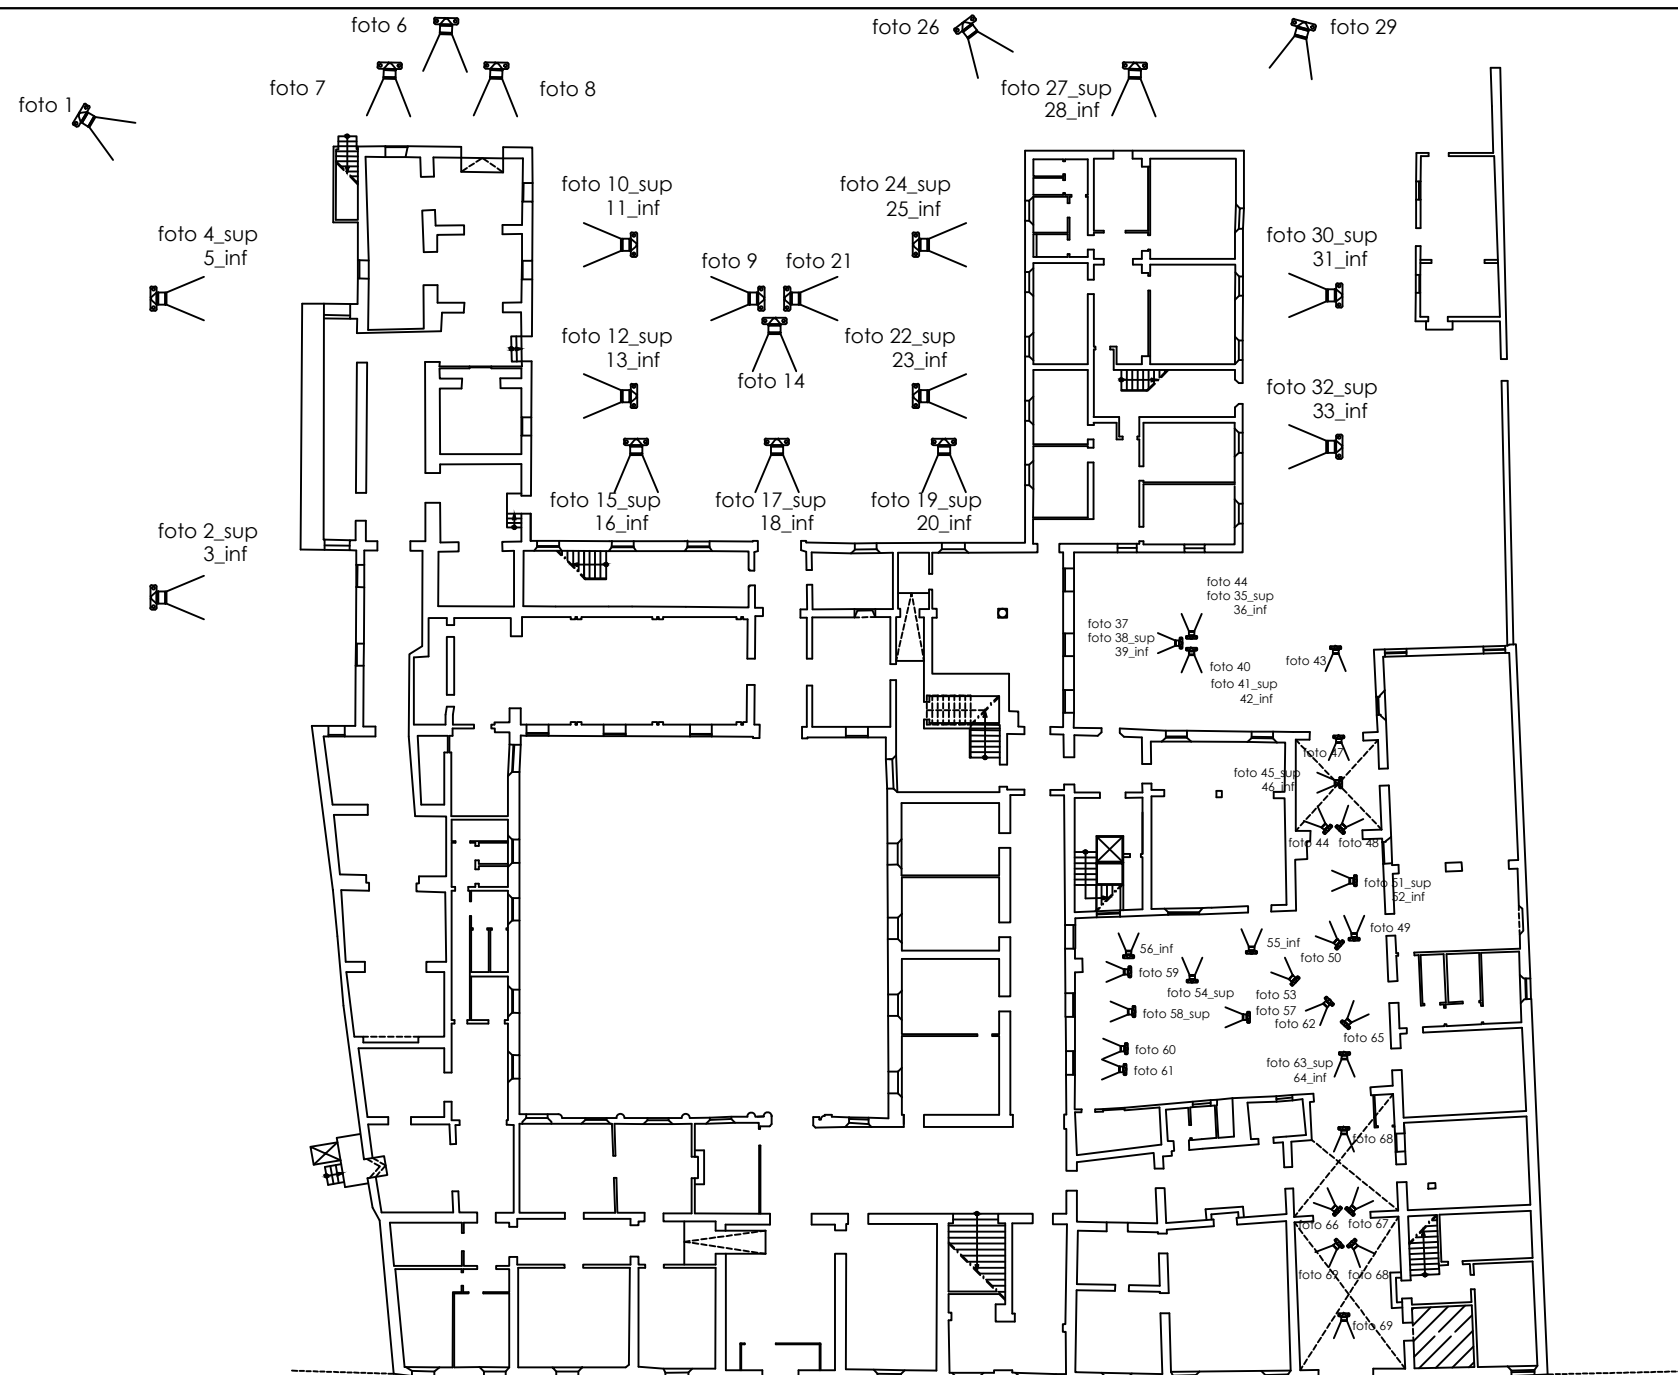 foto 6
foto 26
foto 29
foto 7
foto 8
foto 27_sup
28_inf
foto 1
foto 10_sup
11_inf
foto 24_sup
25_inf
foto 4_sup
5_inf
foto 30_sup
31_inf
foto 9
foto 21
foto 12_sup
13_inf
foto 22_sup
23_inf
foto 14
foto 32_sup
33_inf
foto 15_sup
16_inf
foto 17_sup
18_inf
foto 19_sup
20_inf
foto 2_sup
3_inf
foto 44
foto 35_sup
36_inf
foto 37
foto 38_sup
39_inf
foto 40
foto 41_sup
42_inf
foto 43
foto 47
foto 45_sup
46_inf
foto 44
foto 48
foto 51_sup
52_inf
foto 49
foto 50
56_inf
55_inf
foto 59
foto 54_sup
foto 53
foto 57
foto 58_sup
foto 62
foto 65
foto 60
foto 61
foto 63_sup
64_inf
foto 68
foto 66
foto 67
foto 62
foto 68
foto 69